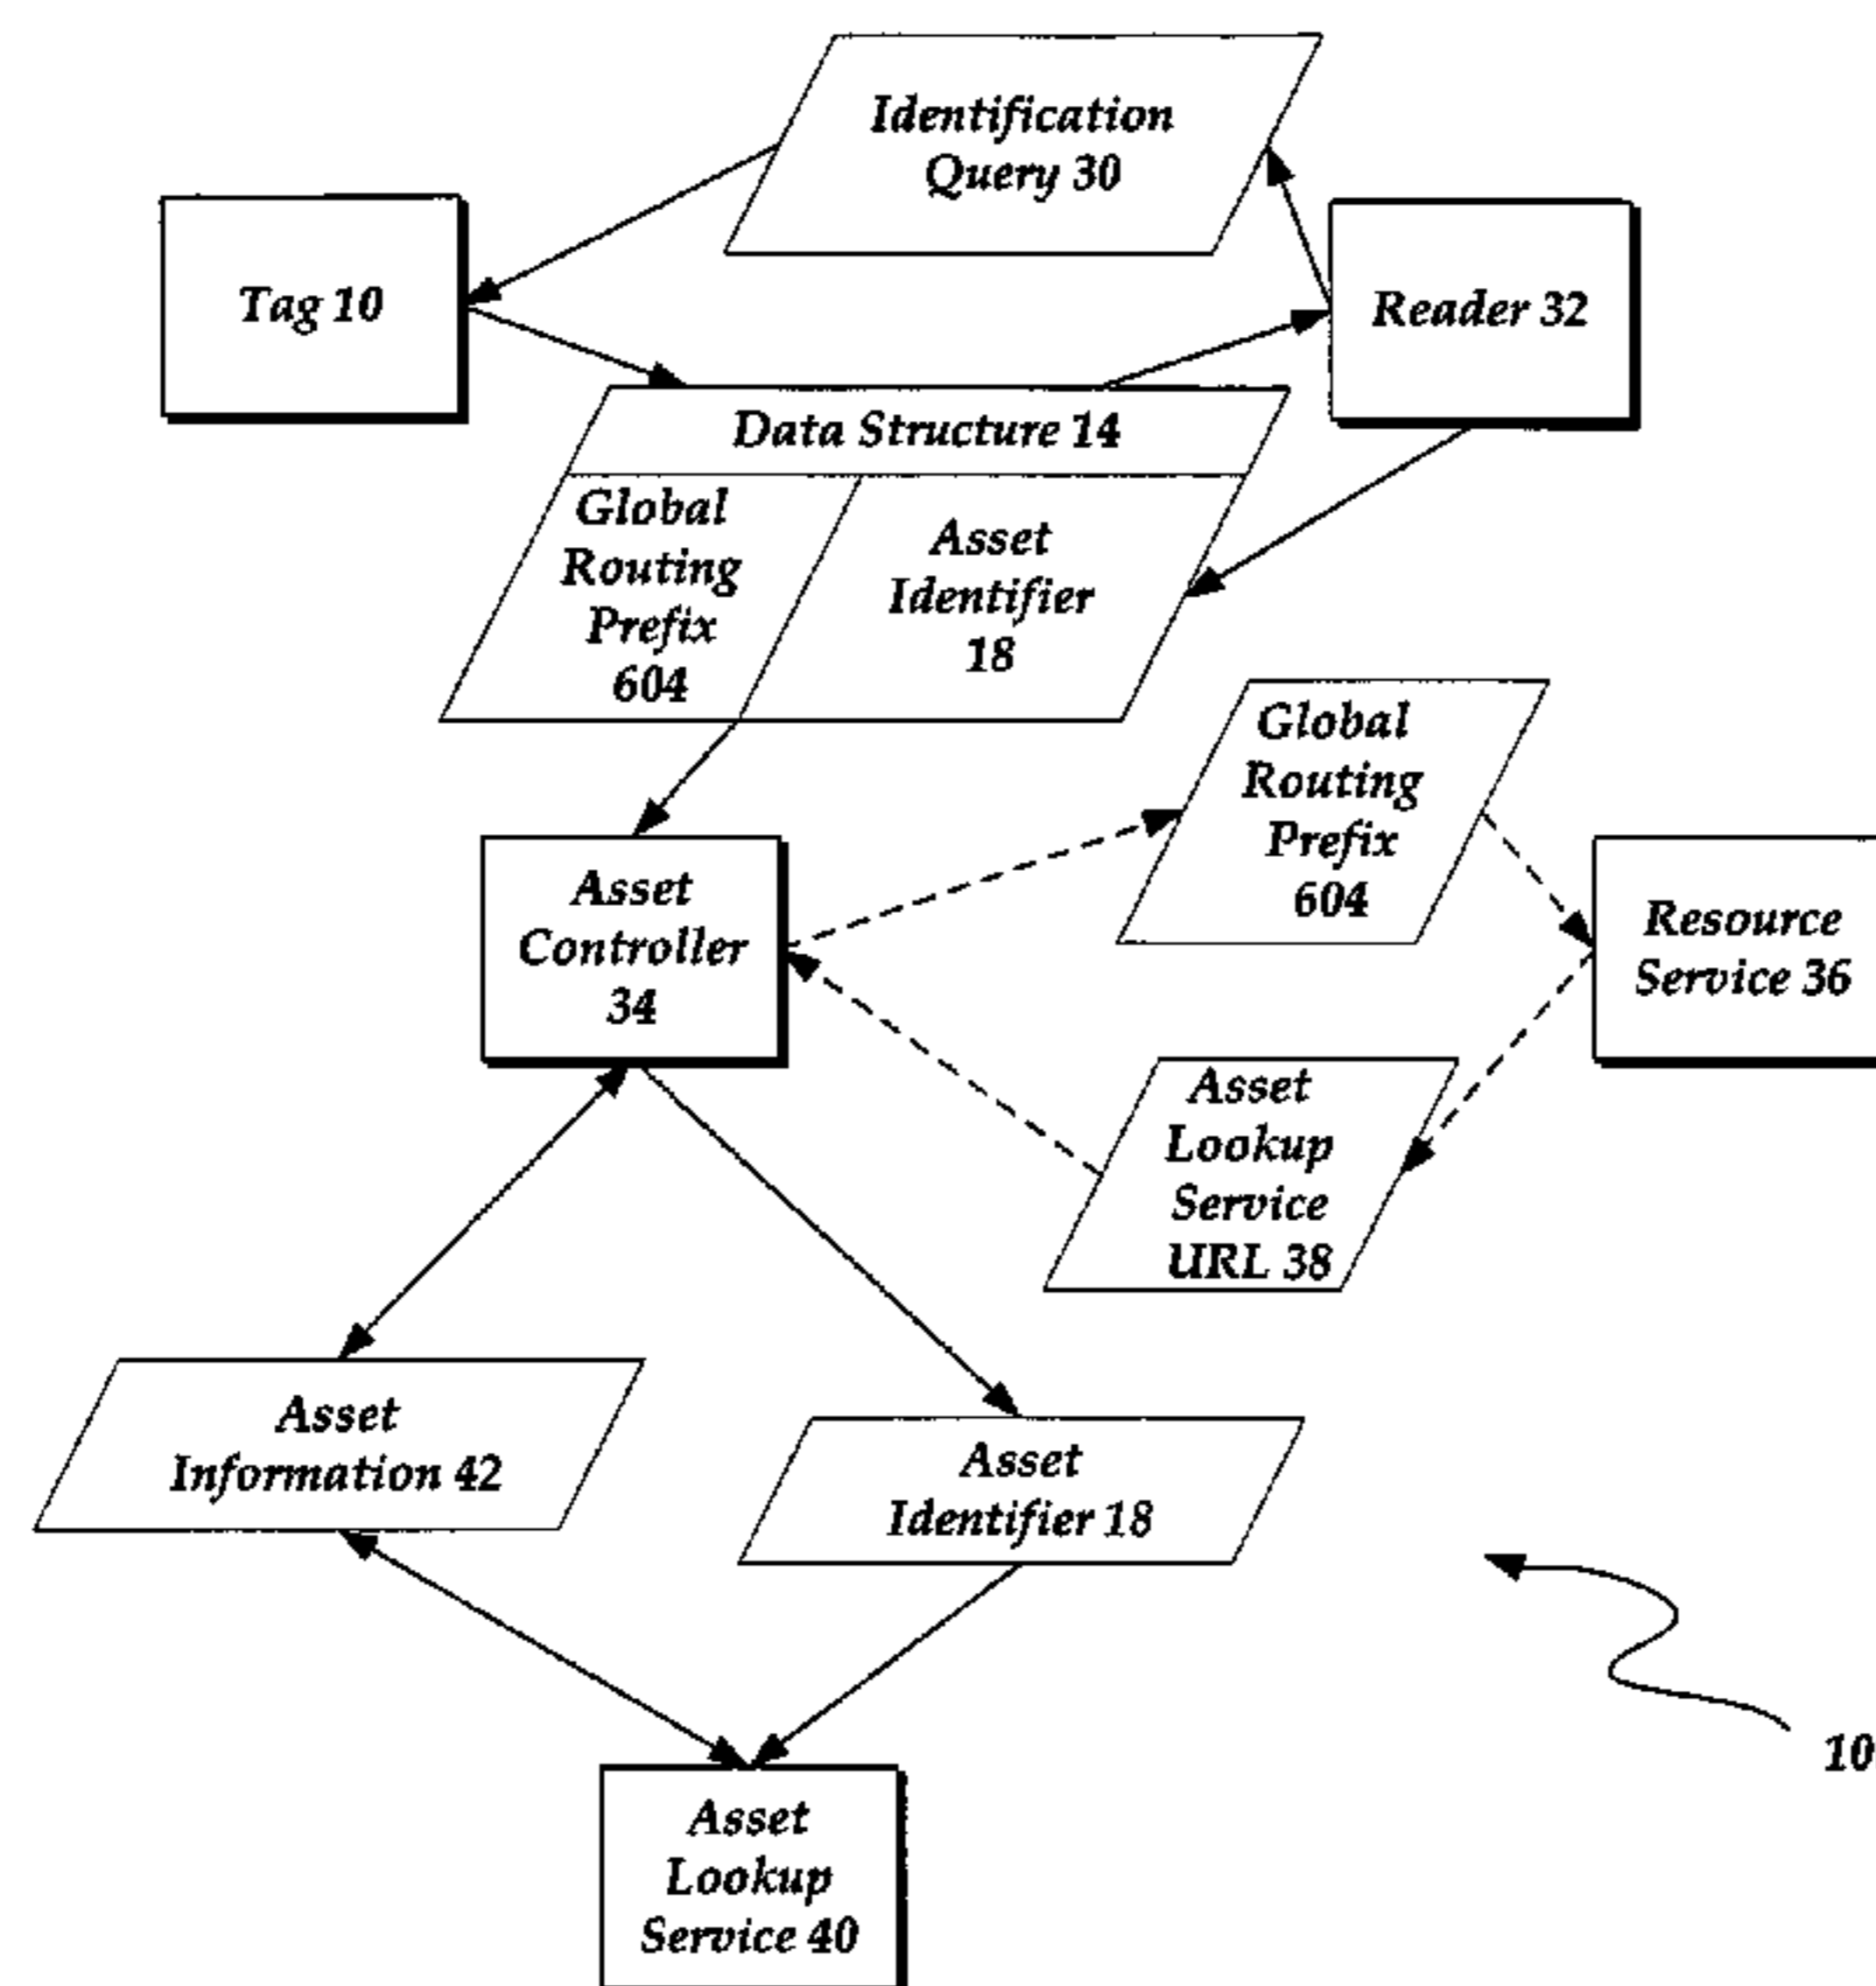 Identification
Query 30
Tag 10
Reader 32
Data Structure 14
Global
Routing
Prefix
604
Asset
Identifier
18
Global
Routing
Prefix
604
Asset
Controller
34
Resource
Service 36
Asset
Lookup
Service
URL 38
Asset
Information 42
Asset
Identifier 18
10
Asset
Lookup
Service 40